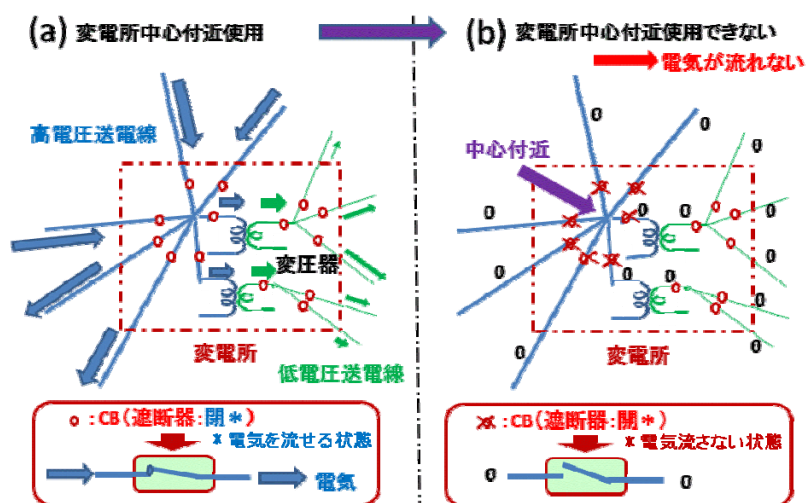 (a) 変電所中心付近使用
高電圧送電線
変圧器
変電所
低電圧送電線
o:CB(遮断器:閉*)
* 電気を流せる状態
電気
(b) 変電所中心付近使用できない
電気が流れない
中心付近
0
0
0
0
0
0
0
0
0
0
0
0
0
0
変電所
:CB(遮断器:開*)
* 電気流さない状態
0
0